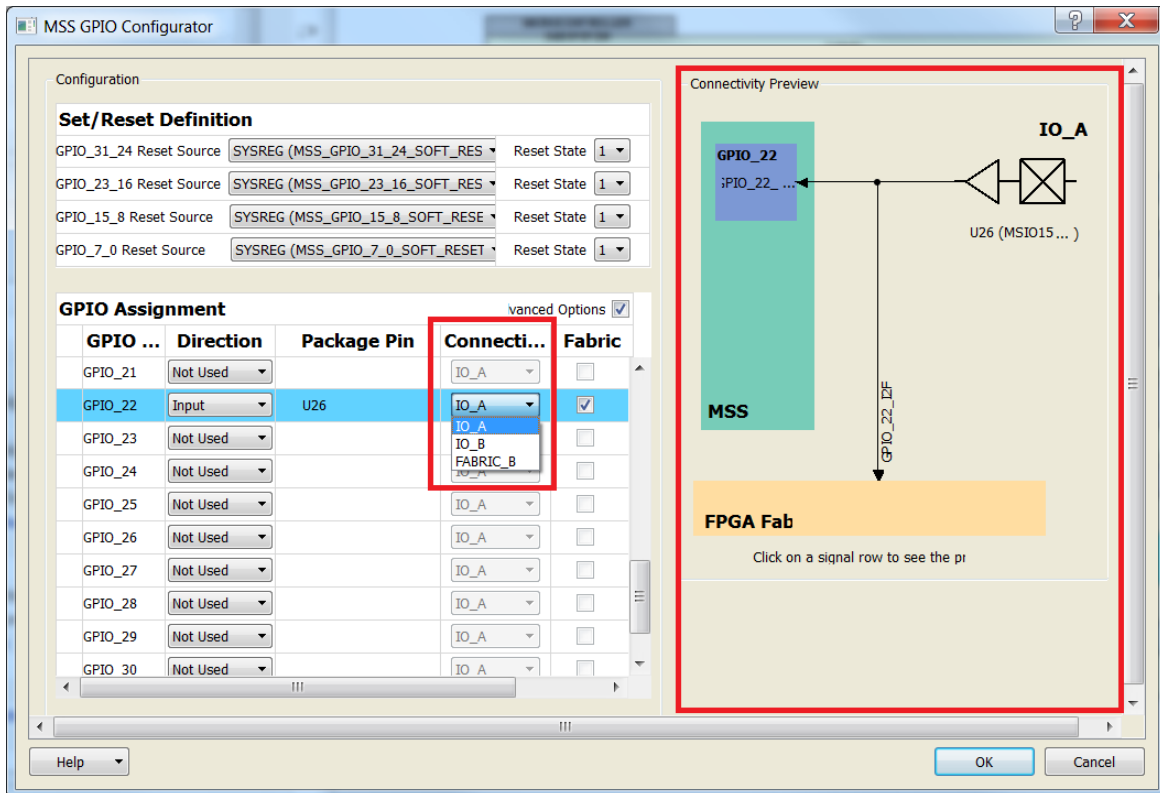 MSS GPIO Configurator
Configuration
Set/Reset Definition
GPIO_31_24 Reset Source SYSREG (MSS_GPIO_31_24_SOFT_RES Reset State 1
GPIO_23_16 Reset Source SYSREG (MSS_GPIO_23_16_SOFT_RES Reset State 1
GPIO_15_8 Reset Source SYSREG (MSS_GPIO_15_8_SOFT_RESE Reset State 1
GPIO_7_0 Reset Source SYSREG (MSS_GPIO_7_0_SOFT_RESET Reset State 1
GPIO Assignment vanced Options
GPIO ... Direction Package Pin Connecti... Fabric
GPIO_21 Not Used IO_A
GPIO_22 Input U26 IO_A
IO_A
IO_B
FABRIC_B
GPIO_23 Not Used
GPIO_24 Not Used IO_A
GPIO_25 Not Used IO_A
GPIO_26 Not Used IO_A
GPIO_27 Not Used IO_A
GPIO_28 Not Used IO_A
GPIO_29 Not Used IO_A
GPIO_30 Not Used IO_A
Connectivity Preview
IO_A
GPIO_22
GPIO_22_ ...
U26 (MSIO15... )
GPIO_22_I2F
MSS
FPGA Fab
Click on a signal row to see the pr
Help
OK
Cancel